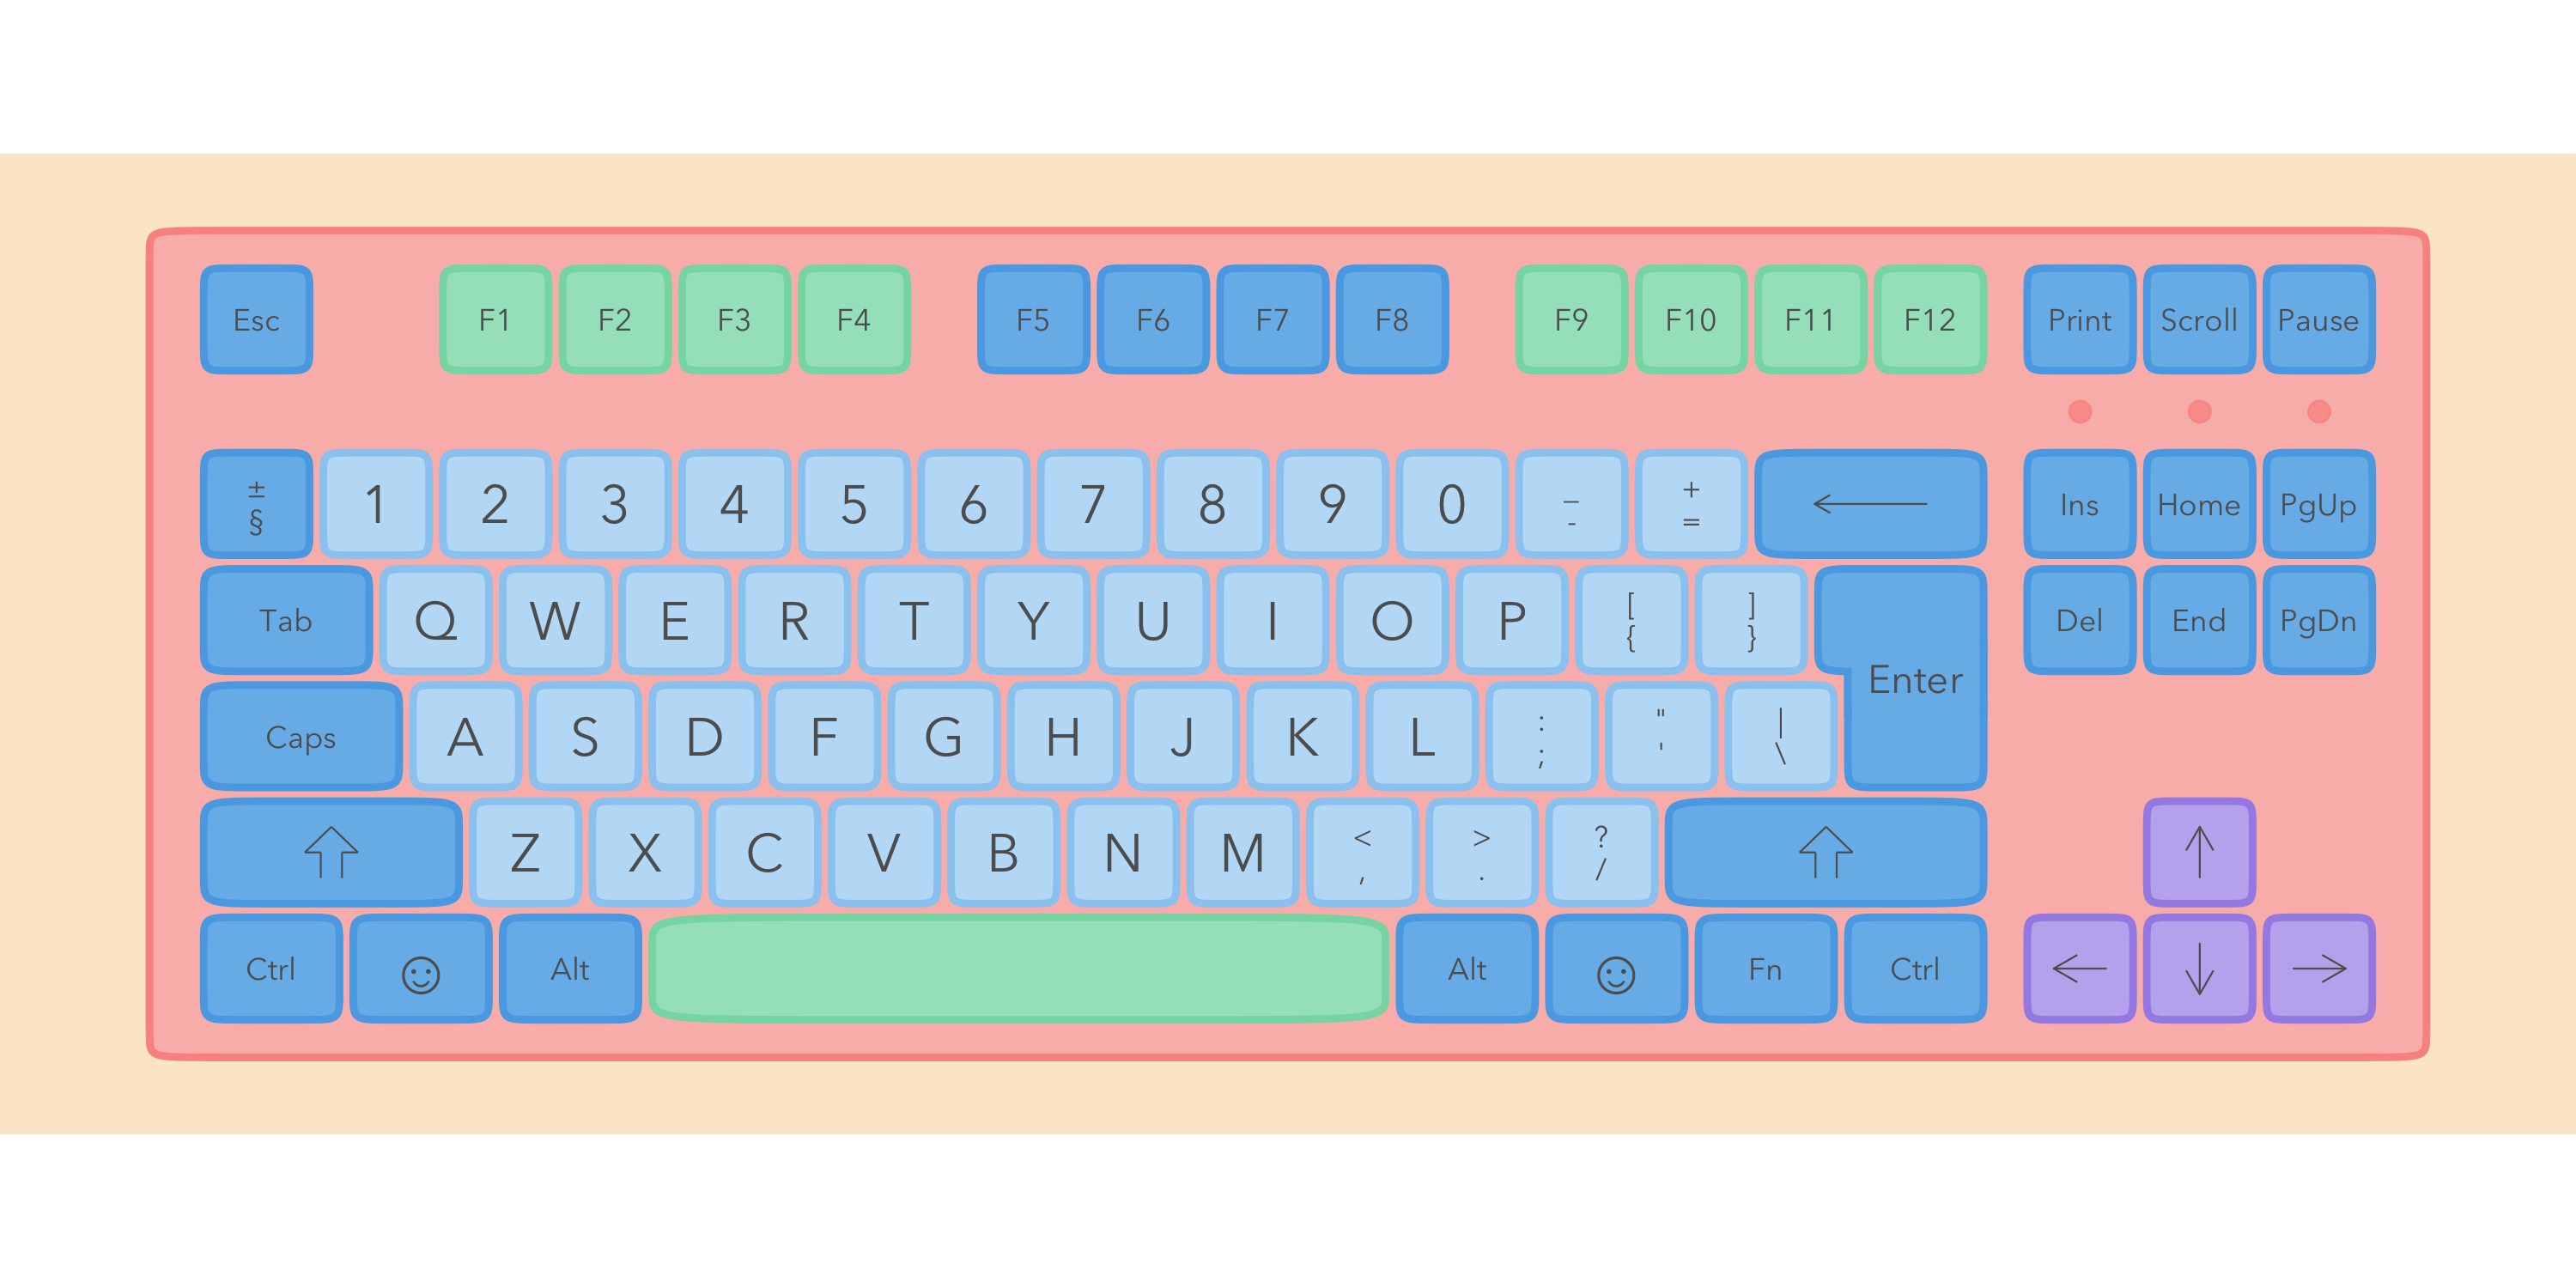 Esc F1 F2 F3 F4 F5 F6 F7 F8 F9 F10 F11 F12 Print Scroll Pause
± § 1 2 3 4 5 6 7 8 9 0 _ - + = ← Ins Home PgUp
Tab Q W E R T Y U I O P [ { ] } Enter Del End PgDn
Caps A S D F G H J K L : ; " ' | \
⇧ Z X C V B N M < , > . ? / ⇧ ↑
Ctrl ☺ Alt Alt ☺ Fn Ctrl ← ↓ →